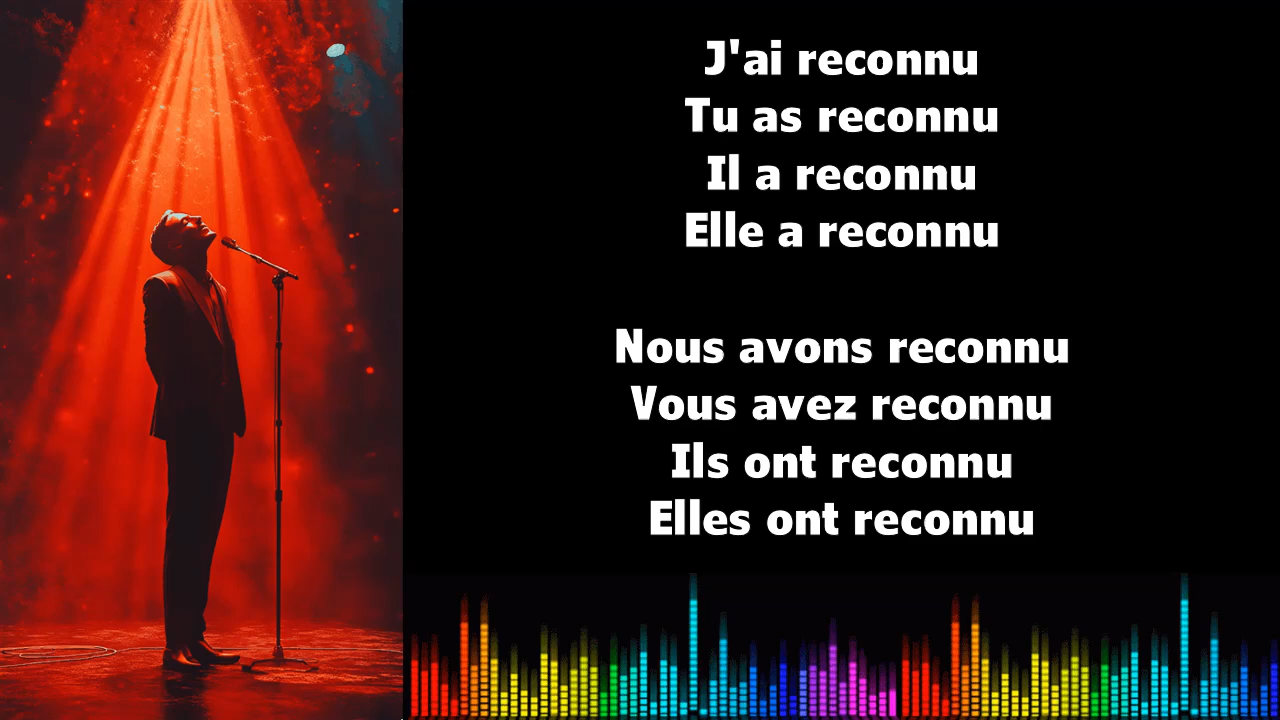 J'ai reconnu
Tu as reconnu
Il a reconnu
Elle a reconnu
Nous avons reconnu
Vous avez reconnu
Ils ont reconnu
Elles ont reconnu